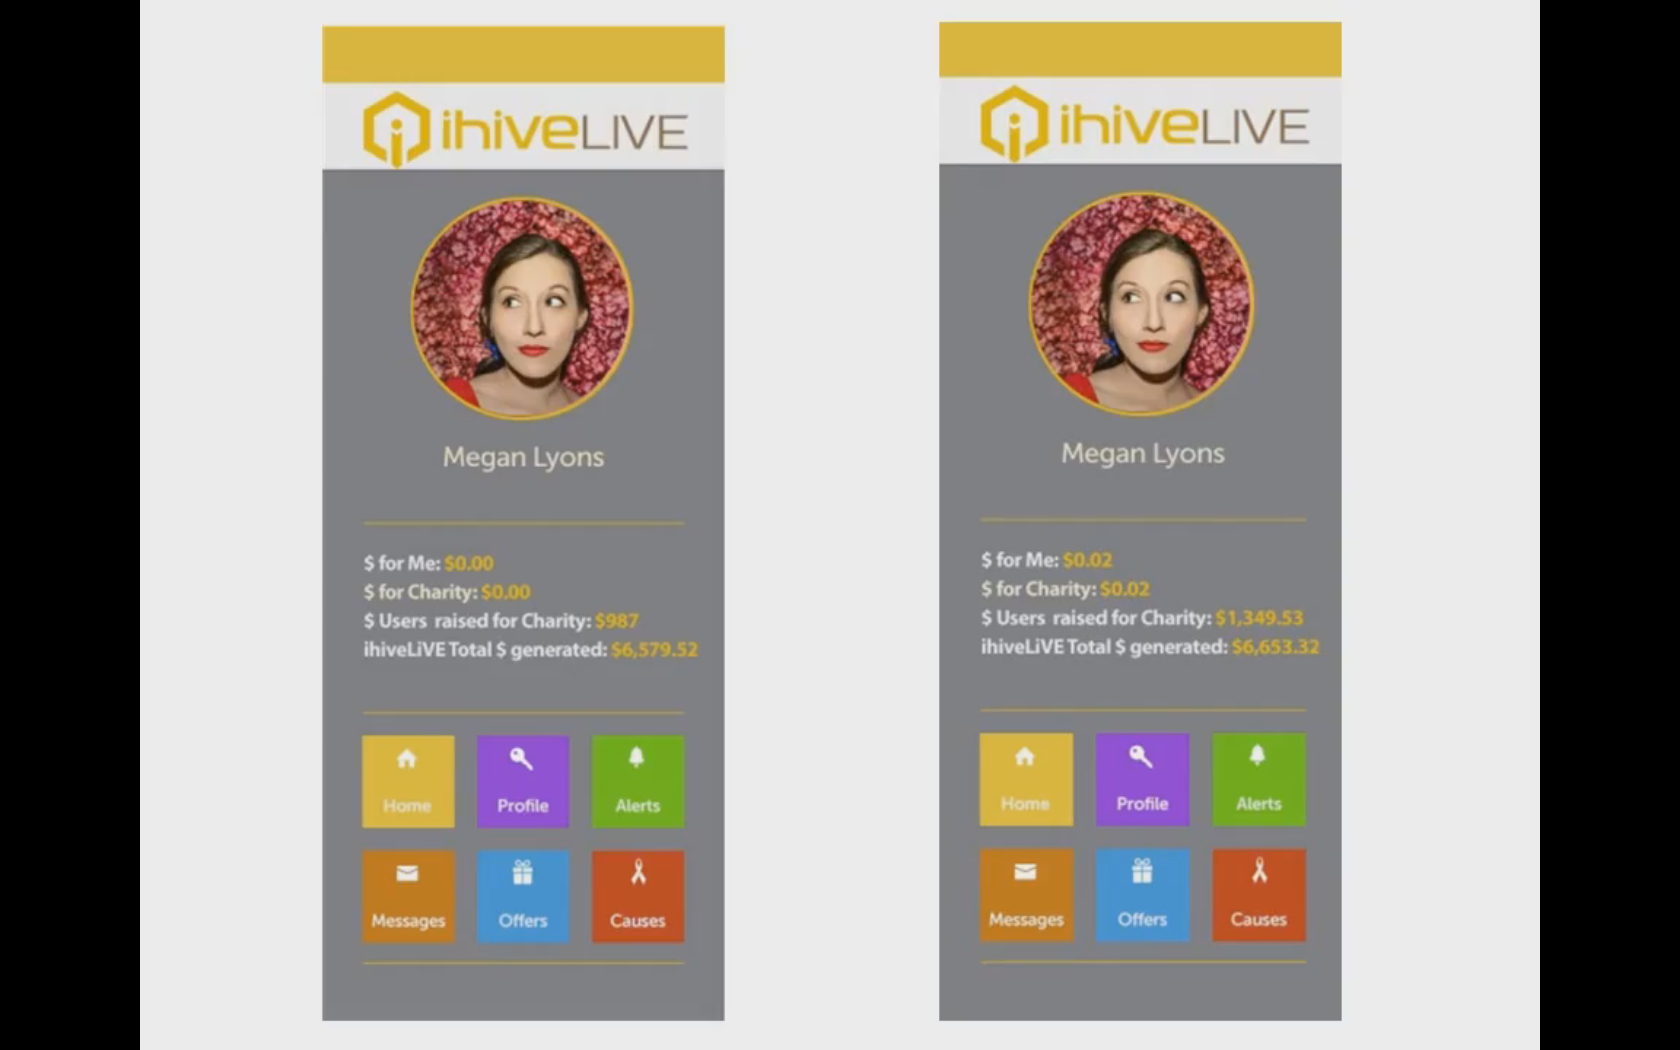 ihiveLIVE
Megan Lyons
$ for Me: $0.00
$ for Charity: $0.00
$ Users raised for Charity: $987
ihiveLiVE Total $ generated: $6,579.52
Home
Profile
Alerts
Messages
Offers
Causes
ihiveLIVE
Megan Lyons
$ for Me: $0.02
$ for Charity: $0.02
$ Users raised for Charity: $1,349.53
ihiveLiVE Total $ generated: $6,653.32
Home
Profile
Alerts
Messages
Offers
Causes